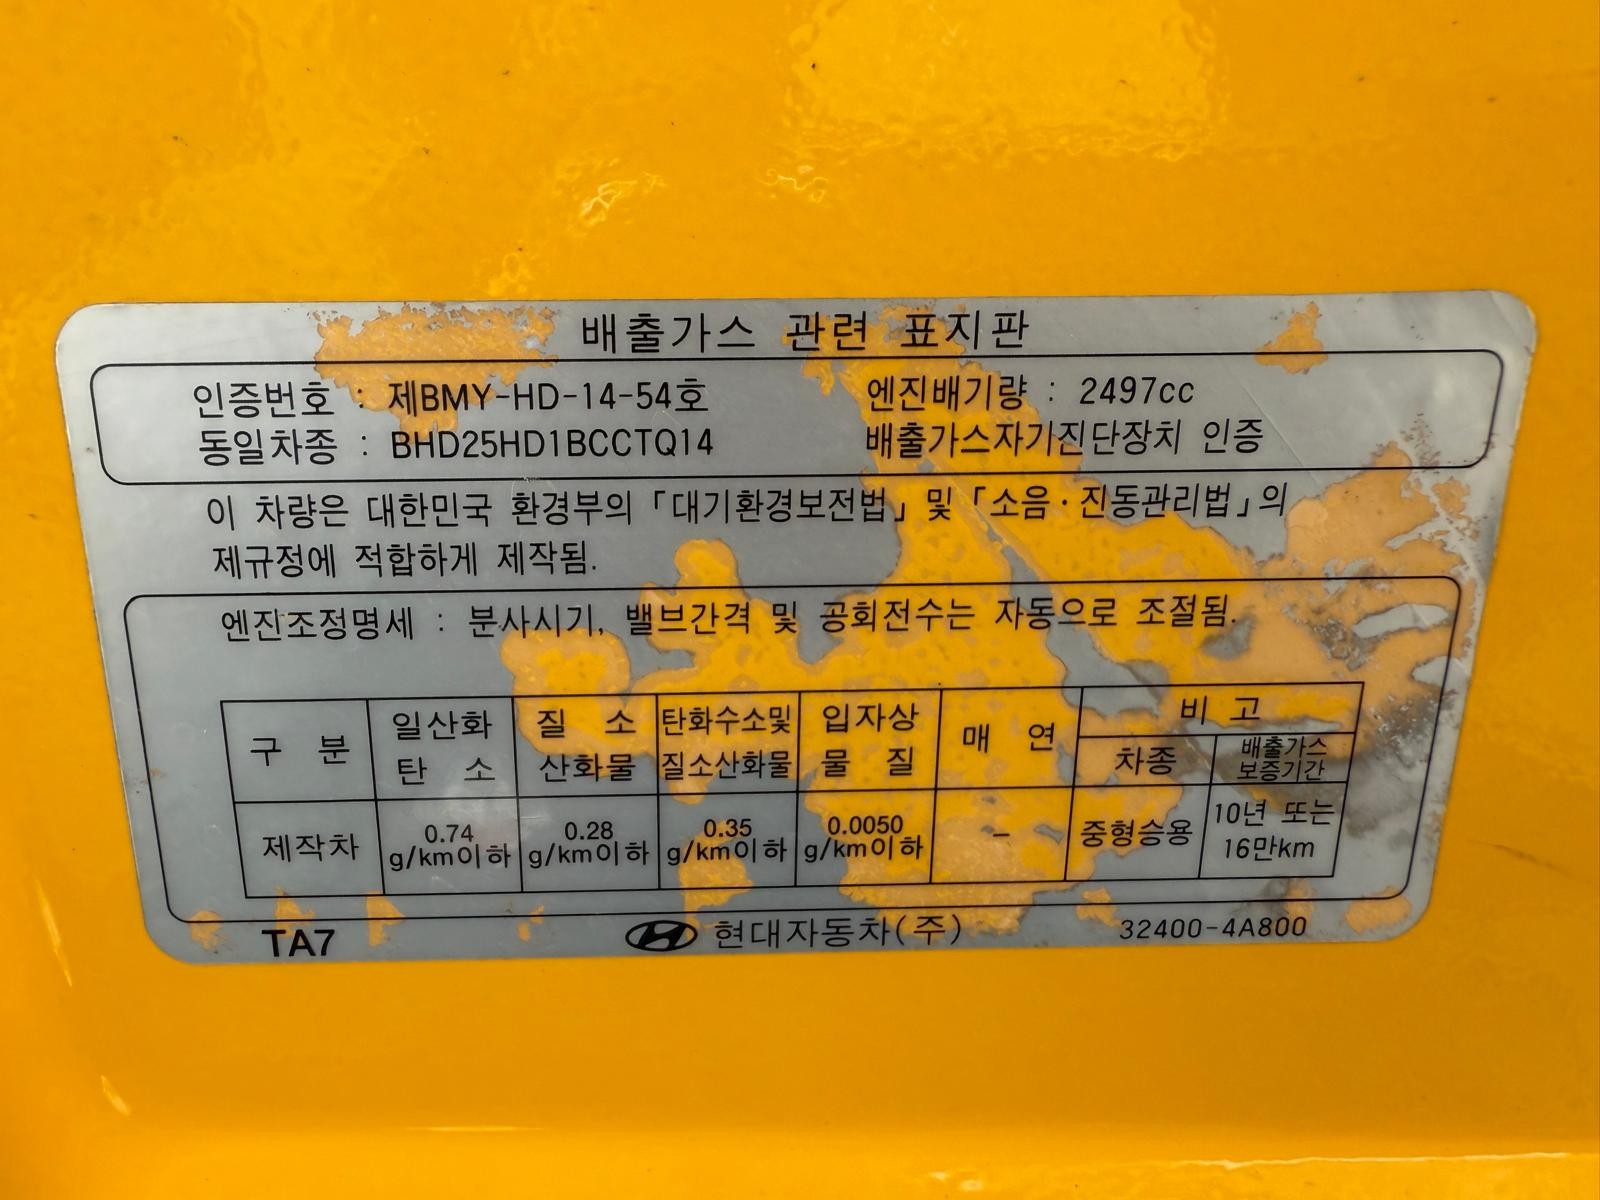 배출가스 관련 표지판
인증번호 : 제BMY-HD-14-54호 엔진배기량 : 2497cc
동일차종 : BHD25HD1BCCTQ14 배출가스자기진단장치 인증
이 차량은 대한민국 환경부의 「대기환경보전법」 및 「소음·진동관리법」의
제규정에 적합하게 제작됨.
엔진조정명세 : 분사시기, 밸브간격 및 공회전수는 자동으로 조절됨.
구 분 일산화 탄 소 질 소 산화물 탄화수소및 질소산화물 입자상 물 질 매 연 비 고
차종 배출가스 보증기간
제작차 0.74 g/km이하 0.28 g/km이하 0.35 g/km이하 0.0050 g/km이하 - 중형승용 10년 또는 16만km
TA7 현대자동차(주) 32400-4A800